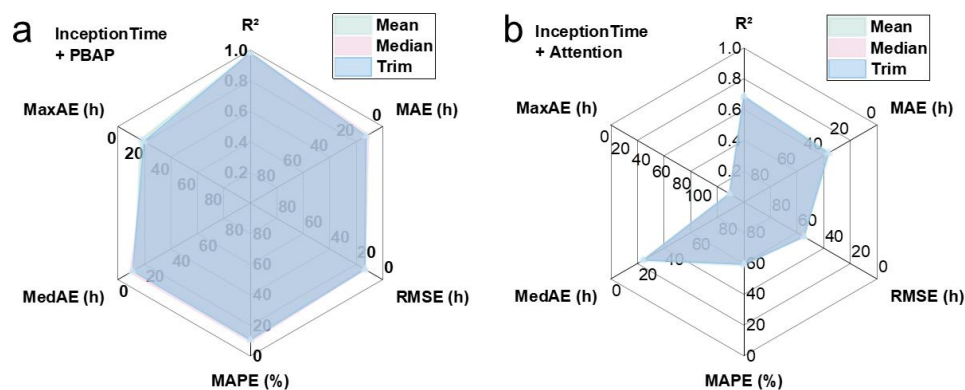 a
InceptionTime
+ PBAP
R²
Mean
Median
Trim
1.0
0.8
0.6
0.4
0.2
MaxAE (h)
0
20
40
60
80
MAE (h)
0
20
40
60
80
MedAE (h)
0
20
40
60
80
RMSE (h)
0
20
40
60
80
MAPE (%)
0
20
40
60
80
b
InceptionTime
+ Attention
R²
Mean
Median
Trim
1.0
0.8
0.6
0.4
0.2
MaxAE (h)
0
20
40
60
80
100
MAE (h)
0
20
40
60
80
MedAE (h)
0
20
40
60
80
RMSE (h)
0
20
40
60
80
MAPE (%)
0
20
40
60
80